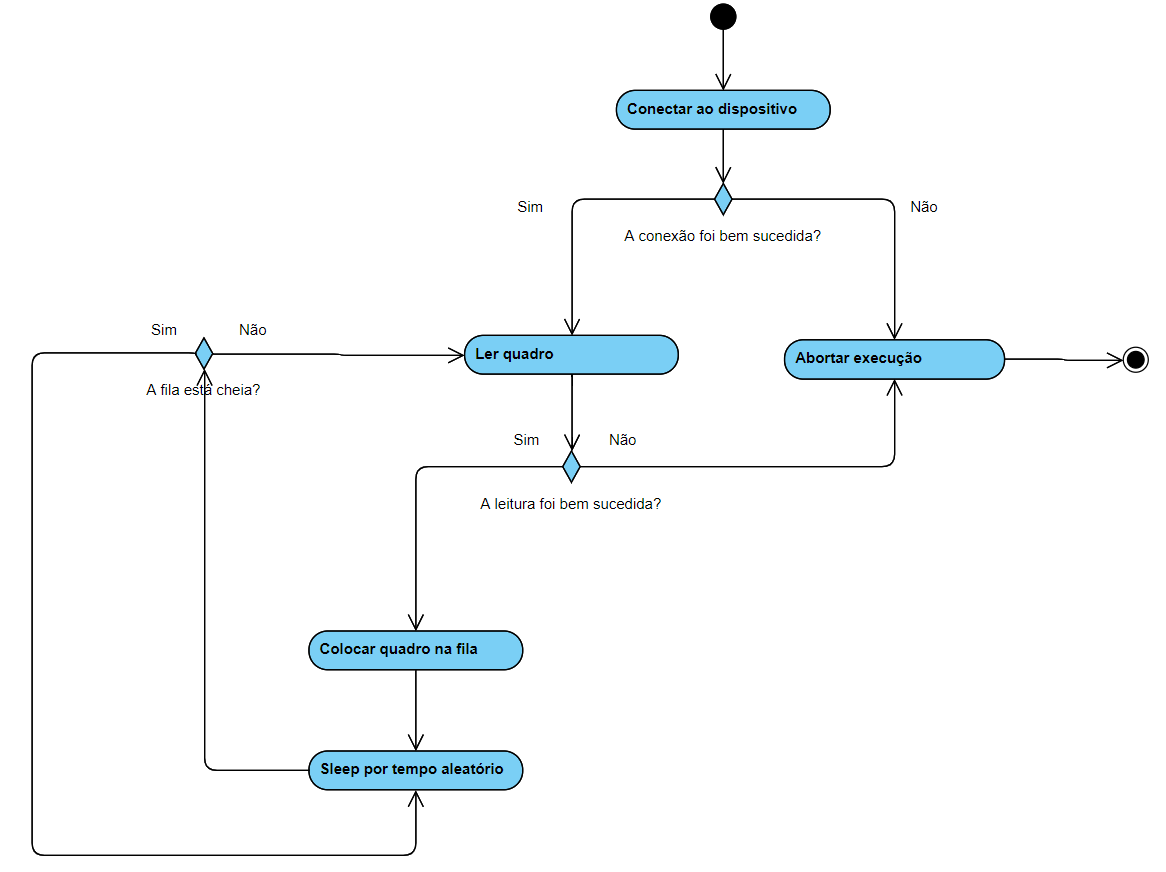 Conectar ao dispositivo
Sim
Não
A conexão foi bem sucedida?
Sim
Não
A fila está cheia?
Ler quadro
Abortar execução
Sim
Não
A leitura foi bem sucedida?
Colocar quadro na fila
Sleep por tempo aleatório